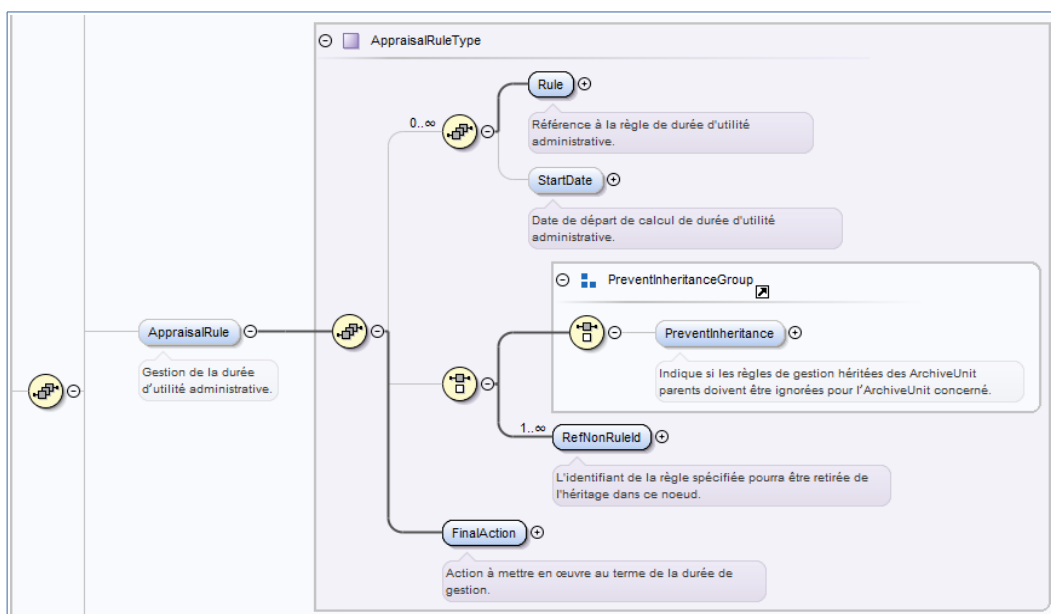 AppraisalRuleType
Rule
0..∞
Référence à la règle de durée d'utilité
administrative.
StartDate
Date de départ de calcul de durée d'utilité
administrative.
PreventInheritanceGroup
AppraisalRule
PreventInheritance
Gestion de la durée
d’utilité administrative.
Indique si les règles de gestion héritées des ArchiveUnit
parents doivent être ignorées pour l’ArchiveUnit concerné.
1..∞
RefNonRuleId
L'identifiant de la règle spécifiée pourra être retirée de
l'héritage dans ce noeud.
FinalAction
Action à mettre en œuvre au terme de la durée de
gestion.